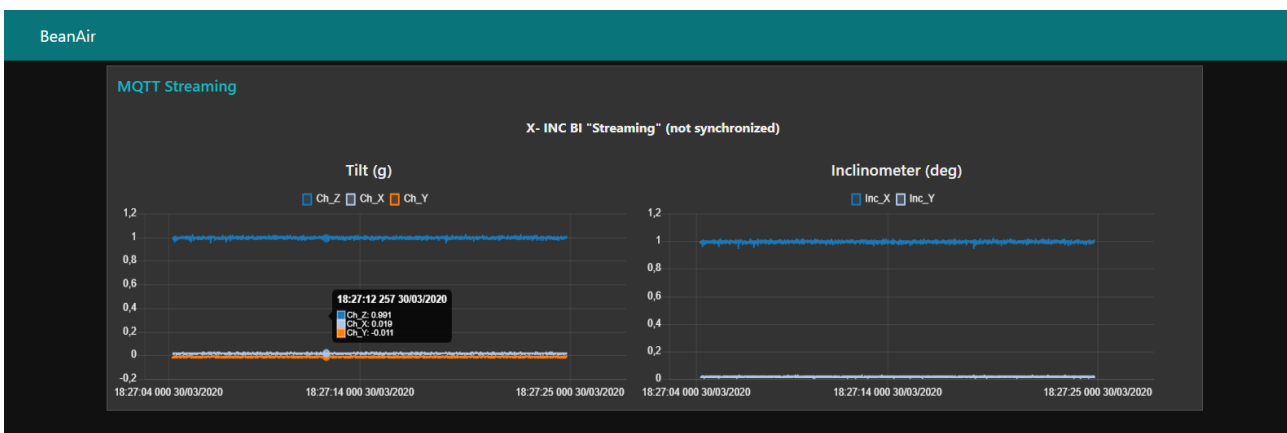 BeanAir
MQTT Streaming
X- INC BI "Streaming" (not synchronized)
Tilt (g)
Ch_Z Ch_X Ch_Y
1,2
1
0,8
0,6
0,4
0,2
0
-0,2
18:27:12 257 30/03/2020
Ch_Z: 0.991
Ch_X: 0.019
Ch_Y: -0.011
18:27:04 000 30/03/2020 18:27:14 000 30/03/2020 18:27:25 000 30/03/2020
Inclinometer (deg)
Inc_X Inc_Y
1,2
1
0,8
0,6
0,4
0,2
0
18:27:04 000 30/03/2020 18:27:14 000 30/03/2020 18:27:25 000 30/03/2020